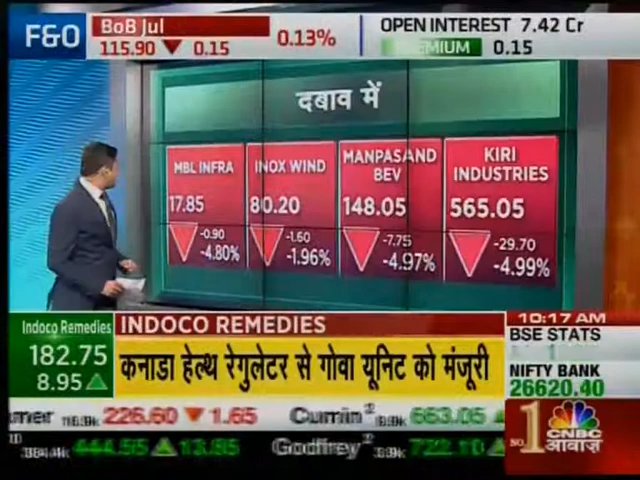 F&O
BoB Jul
115.90 ▼ 0.15
0.13%
OPEN INTEREST 7.42 Cr
PREMIUM 0.15
दबाव में
MBL INFRA
17.85
-0.90
-4.80%
INOX WIND
80.20
-1.60
-1.96%
MANPASAND
BEV
148.05
-7.75
-4.97%
KIRI
INDUSTRIES
565.05
-29.70
-4.99%
10:17 AM
Indoco Remedies
182.75
8.95 ▲
INDOCO REMEDIES
कनाडा हेल्थ रेगुलेटर से गोवा यूनिट को मंजूरी
BSE STATS
NIFTY BANK
26620.40
mer 226.60 ▼ 1.65 Cumin 663.05 ▲
444.55 ▲ 13.85 Godfrey 722.10 ▲
NO.1 CNBC
आवाज़